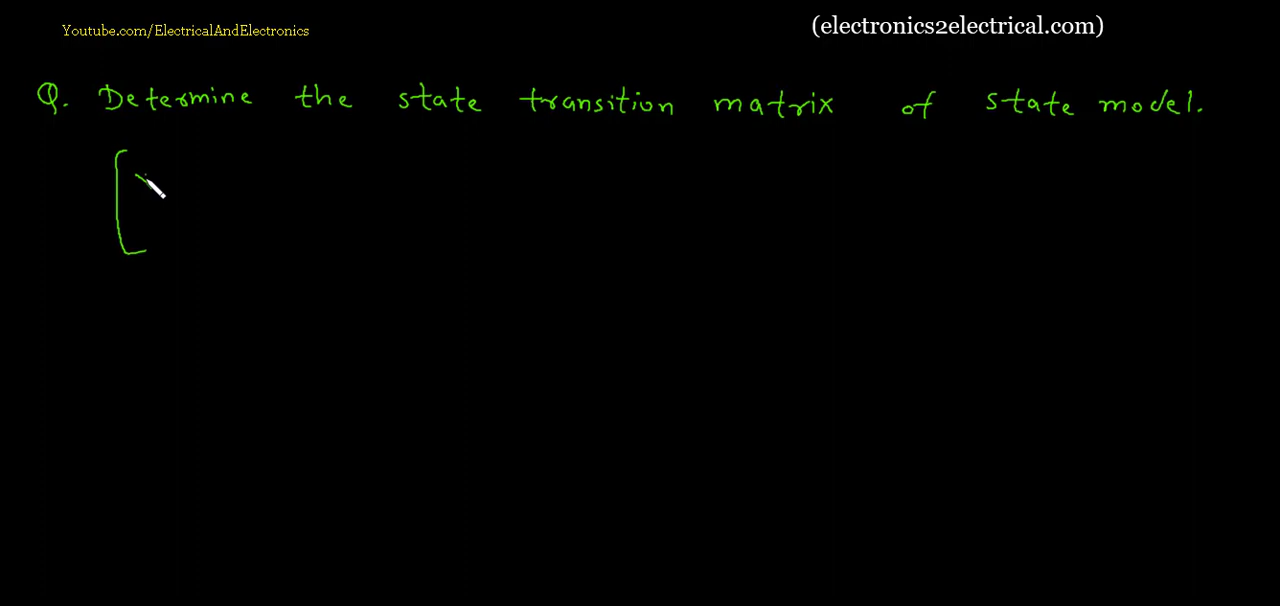 Youtube.com/ElectricalAndElectronics
(electronics2electrical.com)
Q. Determine the state transition matrix of state model.
[